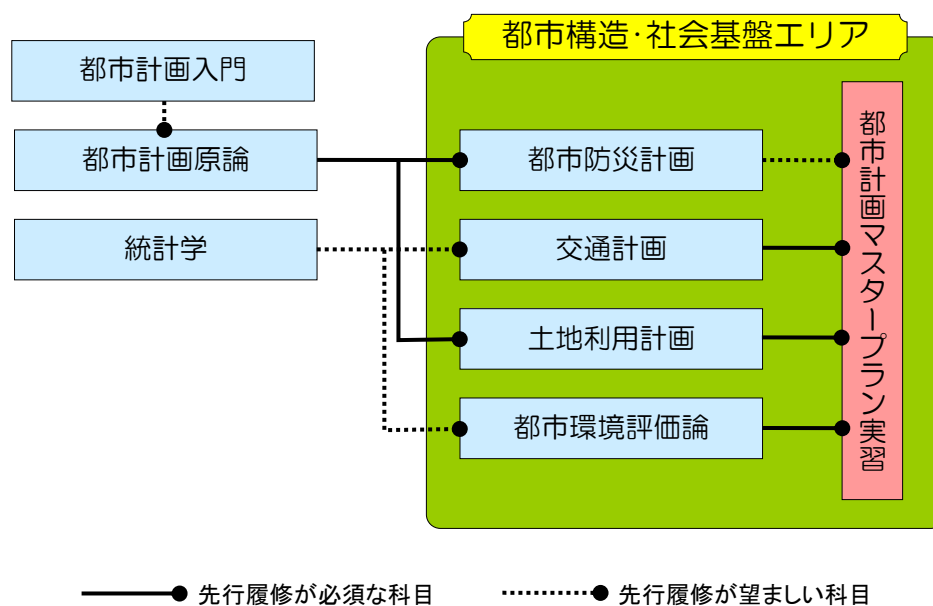 都市構造・社会基盤エリア
都市計画入門
都市計画原論
統計学
都市防災計画
交通計画
土地利用計画
都市環境評価論
都市計画マスタープラン実習
先行履修が必須な科目
先行履修が望ましい科目